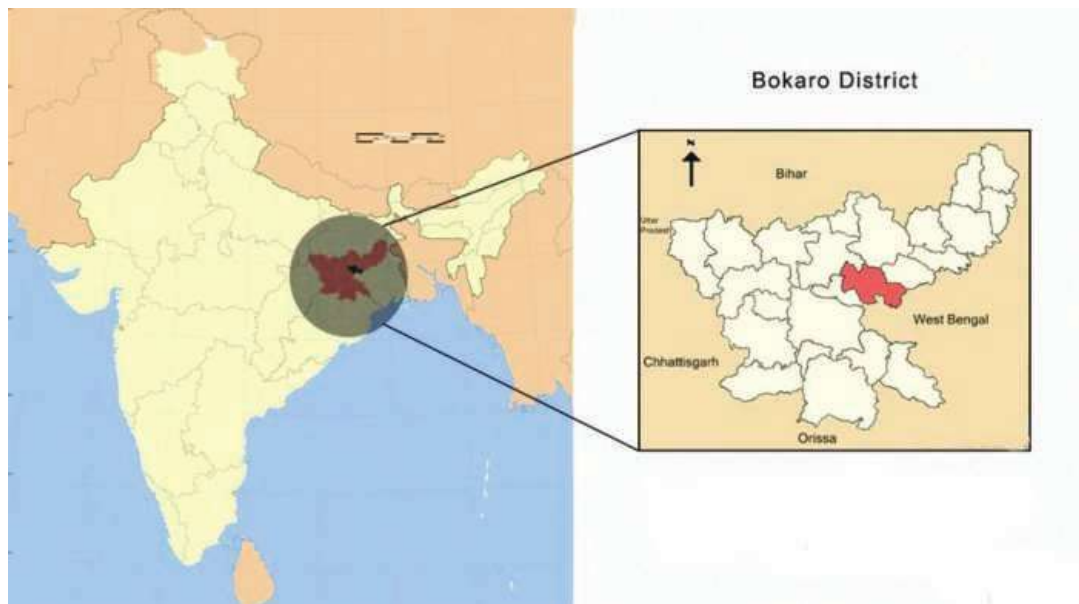 Bokaro District
N
Bihar
Uttar
Pradesh
West Bengal
Chhattisgarh
Orissa